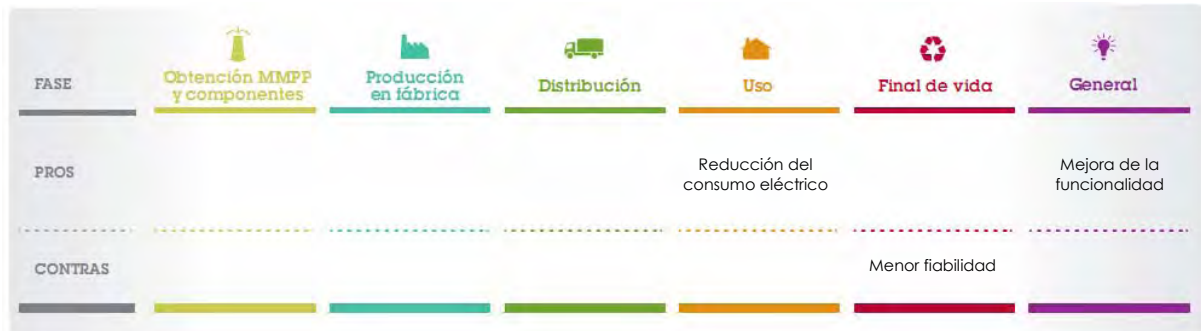 FASE
Obtención MMPP
y componentes
Producción
en fábrica
Distribución
Uso
Final de vida
General
PROS
Reducción del
consumo eléctrico
Mejora de la
funcionalidad
CONTRAS
Menor fiabilidad